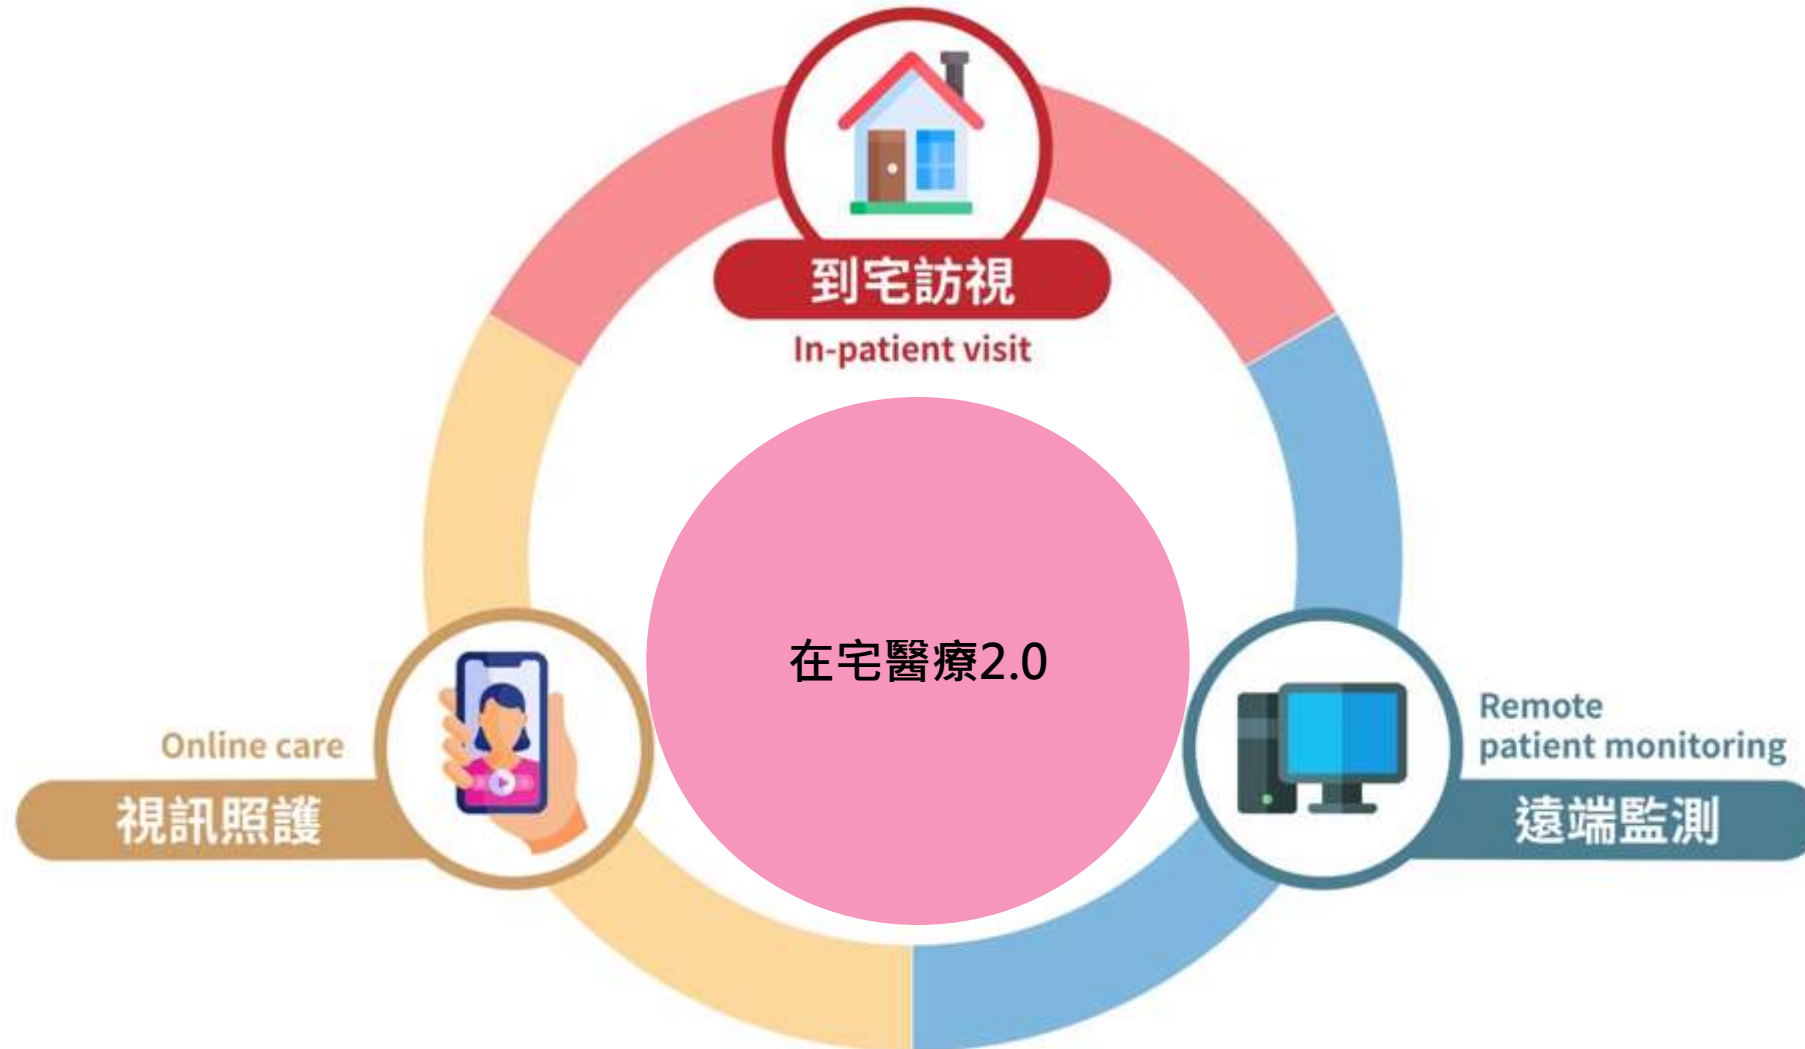 到宅訪視
In-patient visit
在宅醫療2.0
Online care
視訊照護
Remote
patient monitoring
遠端監測